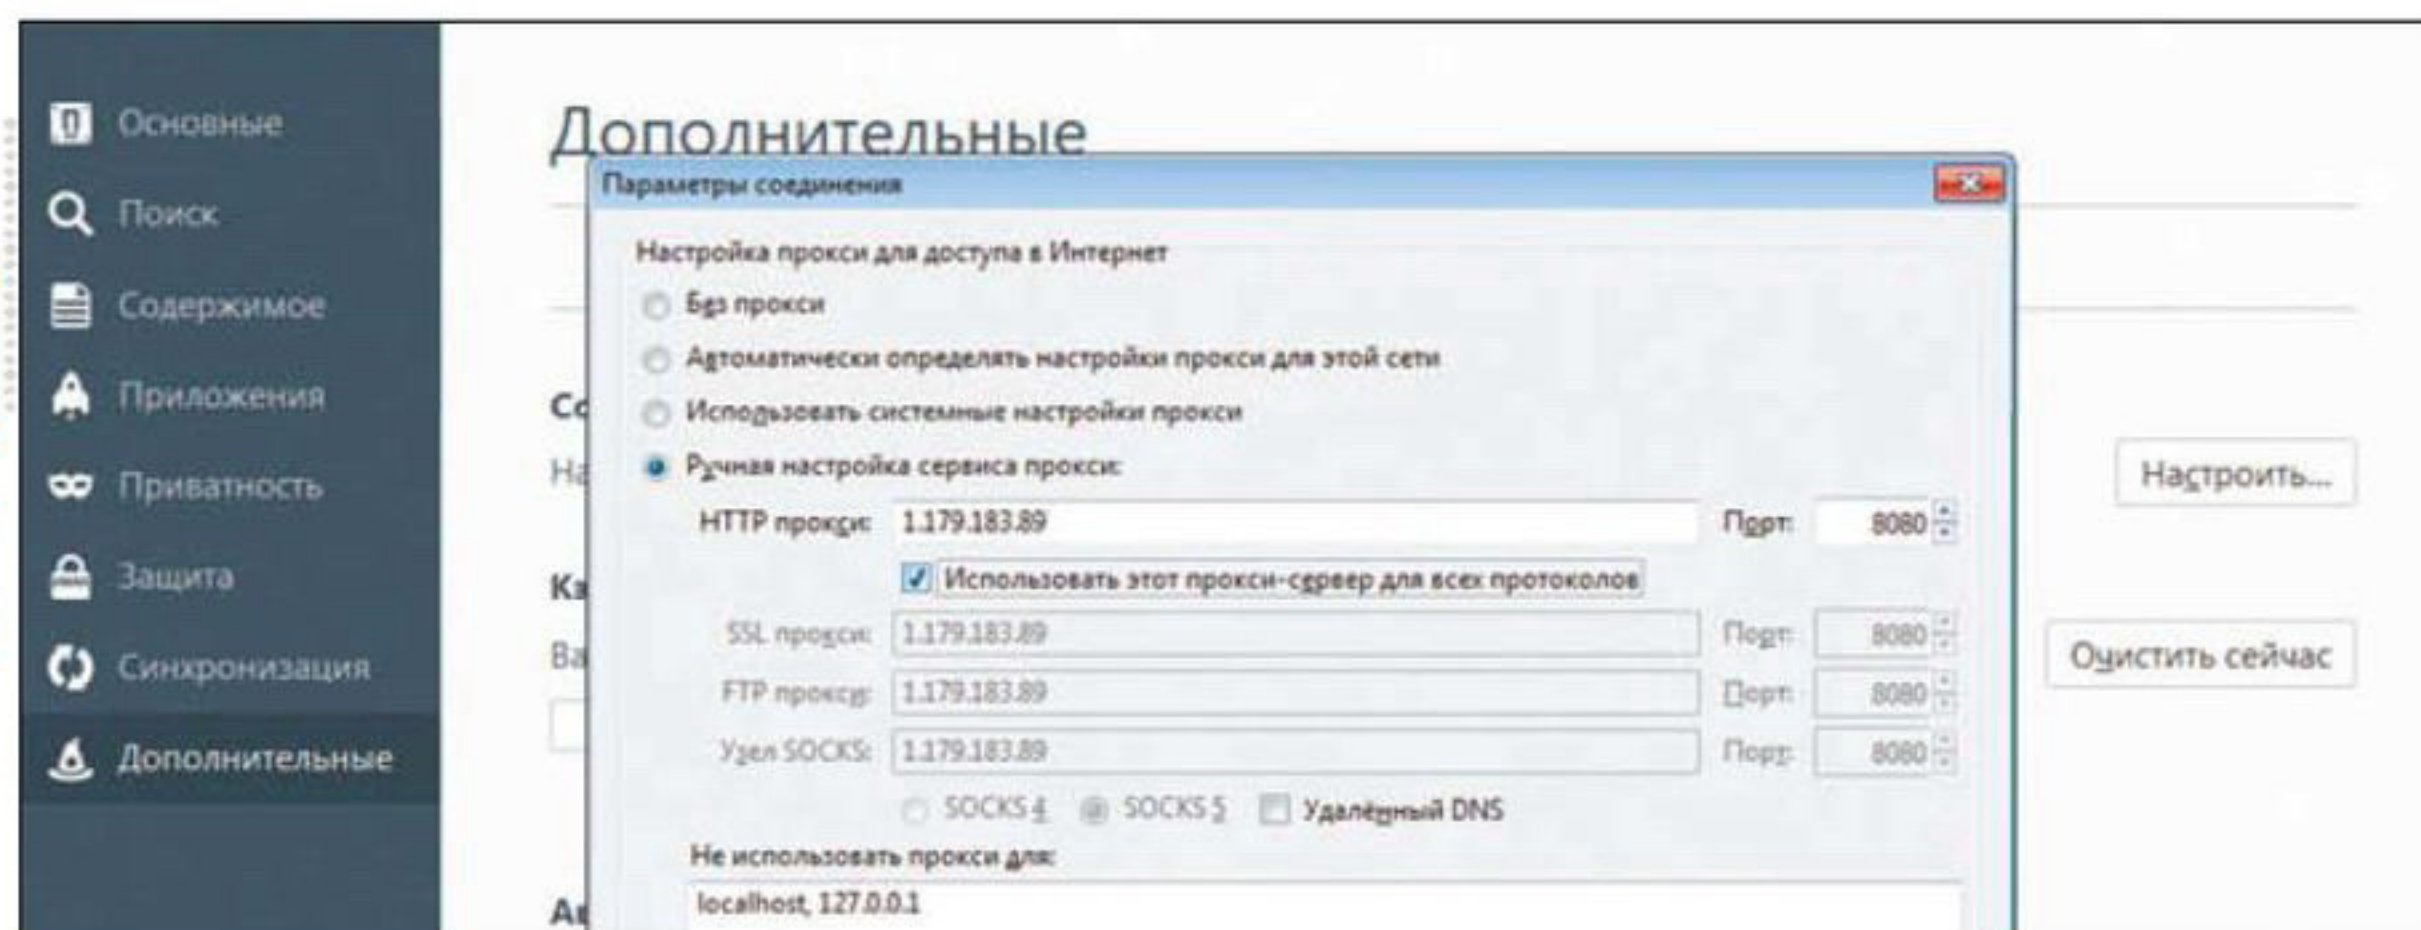 Основные
Поиск
Содержимое
Приложения
Приватность
Защита
Синхронизация
Дополнительные
Дополнительные
Параметры соединения
Настройка прокси для доступа в Интернет
Без прокси
Автоматически определять настройки прокси для этой сети
Использовать системные настройки прокси
Ручная настройка сервиса прокси:
HTTP прокси: 1.179.183.89 Порт: 8080
Использовать этот прокси-сервер для всех протоколов
SSL прокси: 1.179.183.89 Порт: 8080
FTP прокси: 1.179.183.89 Порт: 8080
Узел SOCKS: 1.179.183.89 Порт: 8080
SOCKS 4 SOCKS 5 Удалённый DNS
Не использовать прокси для:
localhost, 127.0.0.1
Настроить...
Очистить сейчас